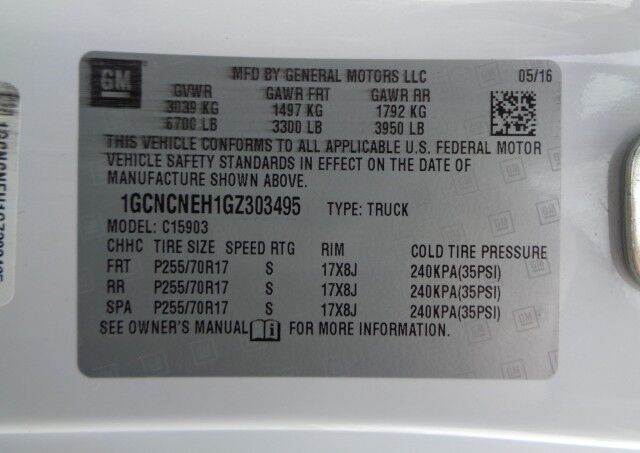 GM
MFD BY GENERAL MOTORS LLC 05/16
GVWR GAWR FRT GAWR RR
3039 KG 1497 KG 1792 KG
6700 LB 3300 LB 3950 LB
THIS VEHICLE CONFORMS TO ALL APPLICABLE U.S. FEDERAL MOTOR
VEHICLE SAFETY STANDARDS IN EFFECT ON THE DATE OF
MANUFACTURE SHOWN ABOVE.
1GCNCNEH1GZ303495 TYPE: TRUCK
MODEL: C15903
CHHC TIRE SIZE SPEED RTG RIM COLD TIRE PRESSURE
FRT P255/70R17 S 17X8J 240KPA(35PSI)
RR P255/70R17 S 17X8J 240KPA(35PSI)
SPA P255/70R17 S 17X8J 240KPA(35PSI)
SEE OWNER'S MANUAL FOR MORE INFORMATION.